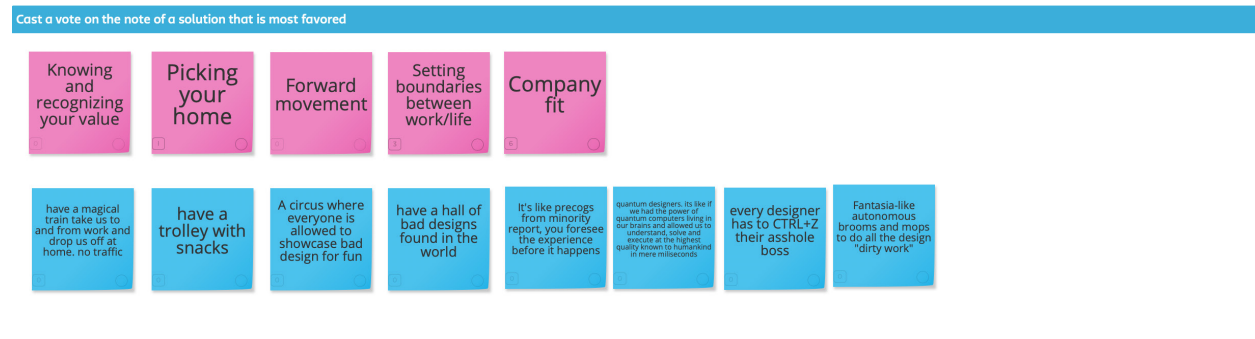 Cast a vote on the note of a solution that is most favored
Knowing
and
recognizing
your value
Picking
your
home
Forward
movement
Setting
boundaries
between
work/life
Company
fit
have a magical
train take us to
and from work and
drop us off at
home. no traffic
have a
trolley with
snacks
A circus where
everyone is
allowed to
showcase bad
design for fun
have a hall of
bad designs
found in the
world
It's like precogs
from minority
report, you foresee
the experience
before it happens
quantum designers. its like if
we had the power of
quantum computers living in
our brains and allowed us to
understand, solve and
execute at the highest
quality known to humankind
in mere miliseconds
every designer
has to CTRL+Z
their asshole
boss
Fantasia-like
autonomous
brooms and mops
to do all the design
"dirty work"